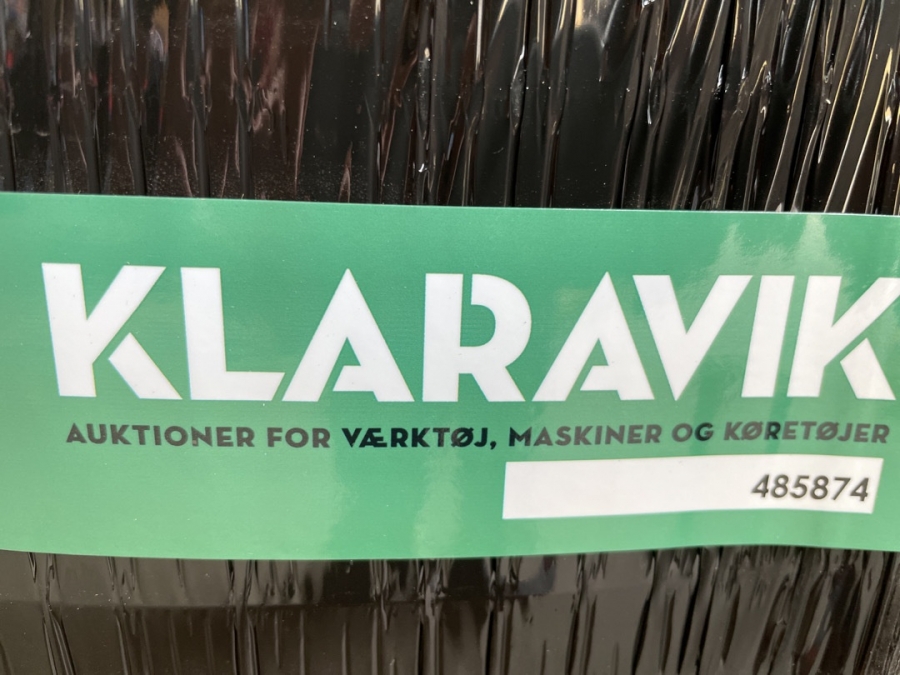 KLARAVIK
AUKTIONER FOR VÆRKTØJ, MASKINER OG KØRETØJER
485874